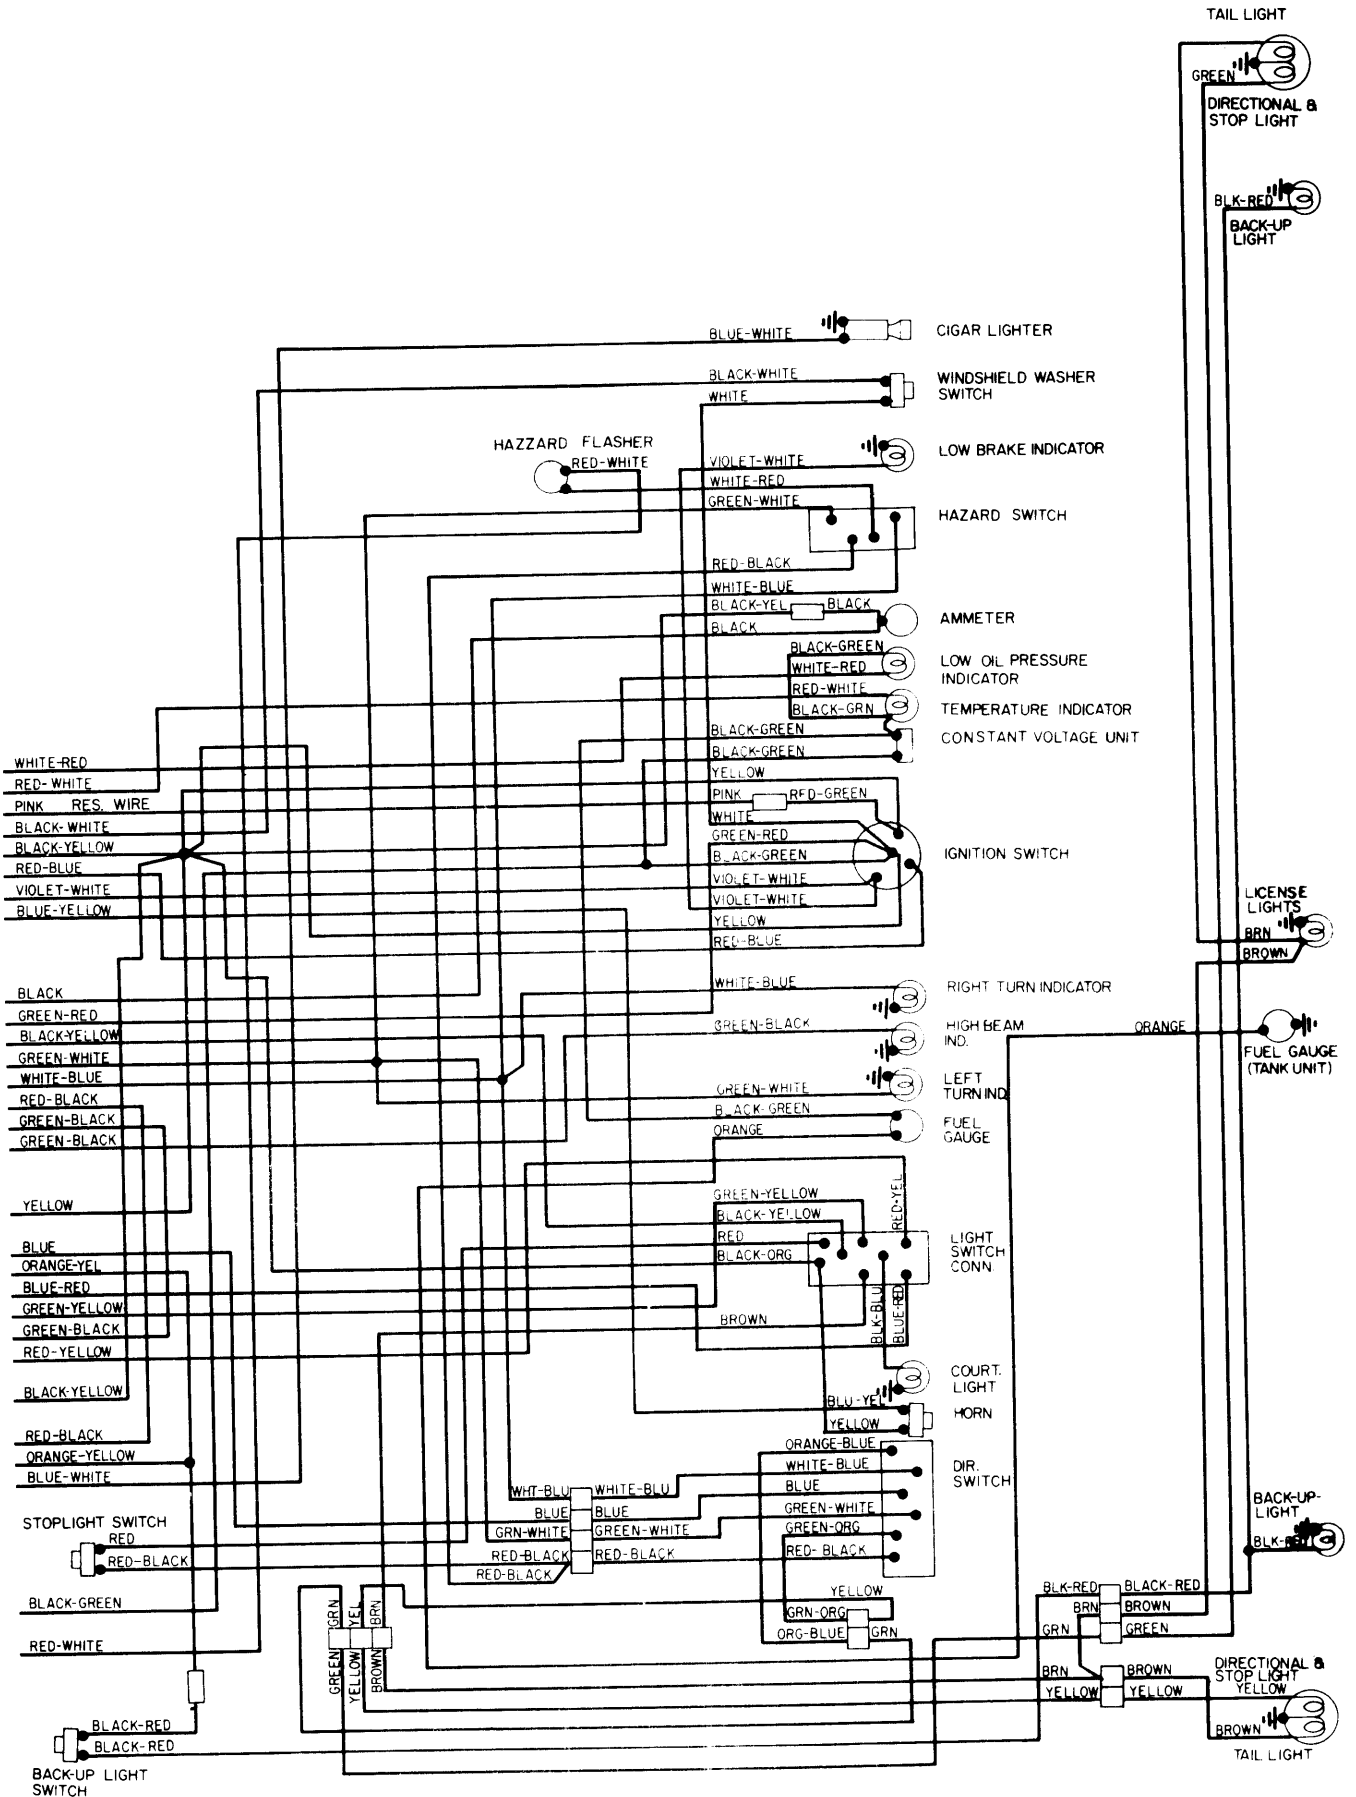 TAIL LIGHT
GREEN
DIRECTIONAL &
STOP LIGHT
BLK-RED
BACK-UP
LIGHT
BLUE-WHITE
CIGAR LIGHTER
BLACK-WHITE
WINDSHIELD WASHER
SWITCH
WHITE
HAZZARD FLASHER
RED-WHITE
VIOLET-WHITE
LOW BRAKE INDICATOR
WHITE-RED
GREEN-WHITE
HAZARD SWITCH
RED-BLACK
WHITE-BLUE
BLACK-YEL
BLACK
AMMETER
BLACK
BLACK-GREEN
WHITE-RED
LOW OIL PRESSURE
INDICATOR
RED-WHITE
BLACK-GRN
TEMPERATURE INDICATOR
BLACK-GREEN
CONSTANT VOLTAGE UNIT
BLACK-GREEN
WHITE-RED
RED-WHITE
PINK RES. WIRE
BLACK-WHITE
BLACK-YELLOW
RED-BLUE
VIOLET-WHITE
BLUE-YELLOW
YELLOW
PINK
RED-GREEN
WHITE
GREEN-RED
BLACK-GREEN
IGNITION SWITCH
VIOLET-WHITE
VIOLET-WHITE
YELLOW
RED-BLUE
LICENSE
LIGHTS
BRN
BROWN
BLACK
GREEN-RED
BLACK-YELLOW
GREEN-WHITE
WHITE-BLUE
RED-BLACK
GREEN-BLACK
GREEN-BLACK
WHITE-BLUE
RIGHT TURN INDICATOR
GREEN-BLACK
HIGH BEAM
IND.
ORANGE
FUEL GAUGE
(TANK UNIT)
GREEN-WHITE
LEFT
TURN IND
BLACK-GREEN
ORANGE
FUEL
GAUGE
YELLOW
BLUE
ORANGE-YEL
BLUE-RED
GREEN-YELLOW
GREEN-BLACK
RED-YELLOW
BLACK-YELLOW
RED-BLACK
ORANGE-YELLOW
BLUE-WHITE
GREEN-YELLOW
BLACK-YELLOW
RED
BLACK-ORG
RED-YEL
LIGHT
SWITCH
CONN.
BROWN
BLK-BLU
BLUE-RED
COURT.
LIGHT
BLU-YEL
HORN
YELLOW
ORANGE-BLUE
WHITE-BLUE
BLUE
DIR.
SWITCH
GREEN-WHITE
GREEN-ORG
RED-BLACK
WHT-BLU
WHITE-BLU
BLUE
BLUE
GRN-WHITE
GREEN-WHITE
RED-BLACK
RED-BLACK
RED-BLACK
STOPLIGHT SWITCH
RED
RED-BLACK
BLACK-GREEN
RED-WHITE
GRN
YEL
BRN
GREEN
YELLOW
BROWN
YELLOW
GRN-ORG
ORG-BLUE
GRN
BACK-UP-
LIGHT
BLK-RED
BLK-RED
BLACK-RED
BRN
BROWN
GRN
GREEN
BRN
BROWN
YELLOW
YELLOW
DIRECTIONAL &
STOP LIGHT
YELLOW
BROWN
TAIL LIGHT
BLACK-RED
BLACK-RED
BACK-UP LIGHT
SWITCH